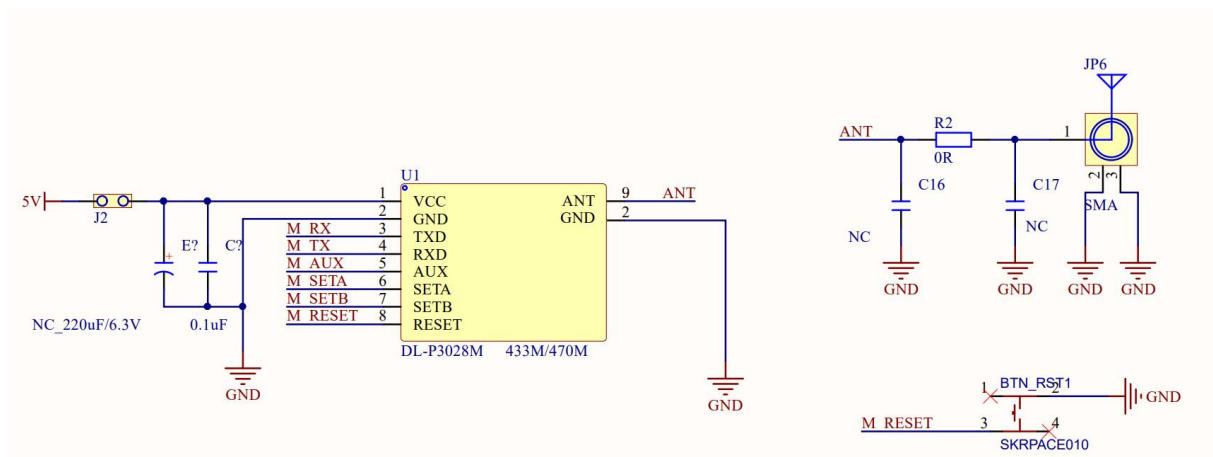 JP6
ANT
R2
0R
1
C16
C17
2
3
SMA
NC
NC
GND
GND
GND
GND
5V
J2
E?
+
C?
NC_220uF/6.3V
0.1uF
GND
U1
1 VCC
2 GND
M_RX 3 TXD
M_TX 4 RXD
M_AUX 5 AUX
M_SETA 6 SETA
M_SETB 7 SETB
M_RESET 8 RESET
ANT 9 ANT
GND 2
DL-P3028M 433M/470M
GND
1 BTN_RST1 2
GND
M_RESET 3 4
SKRPACE010